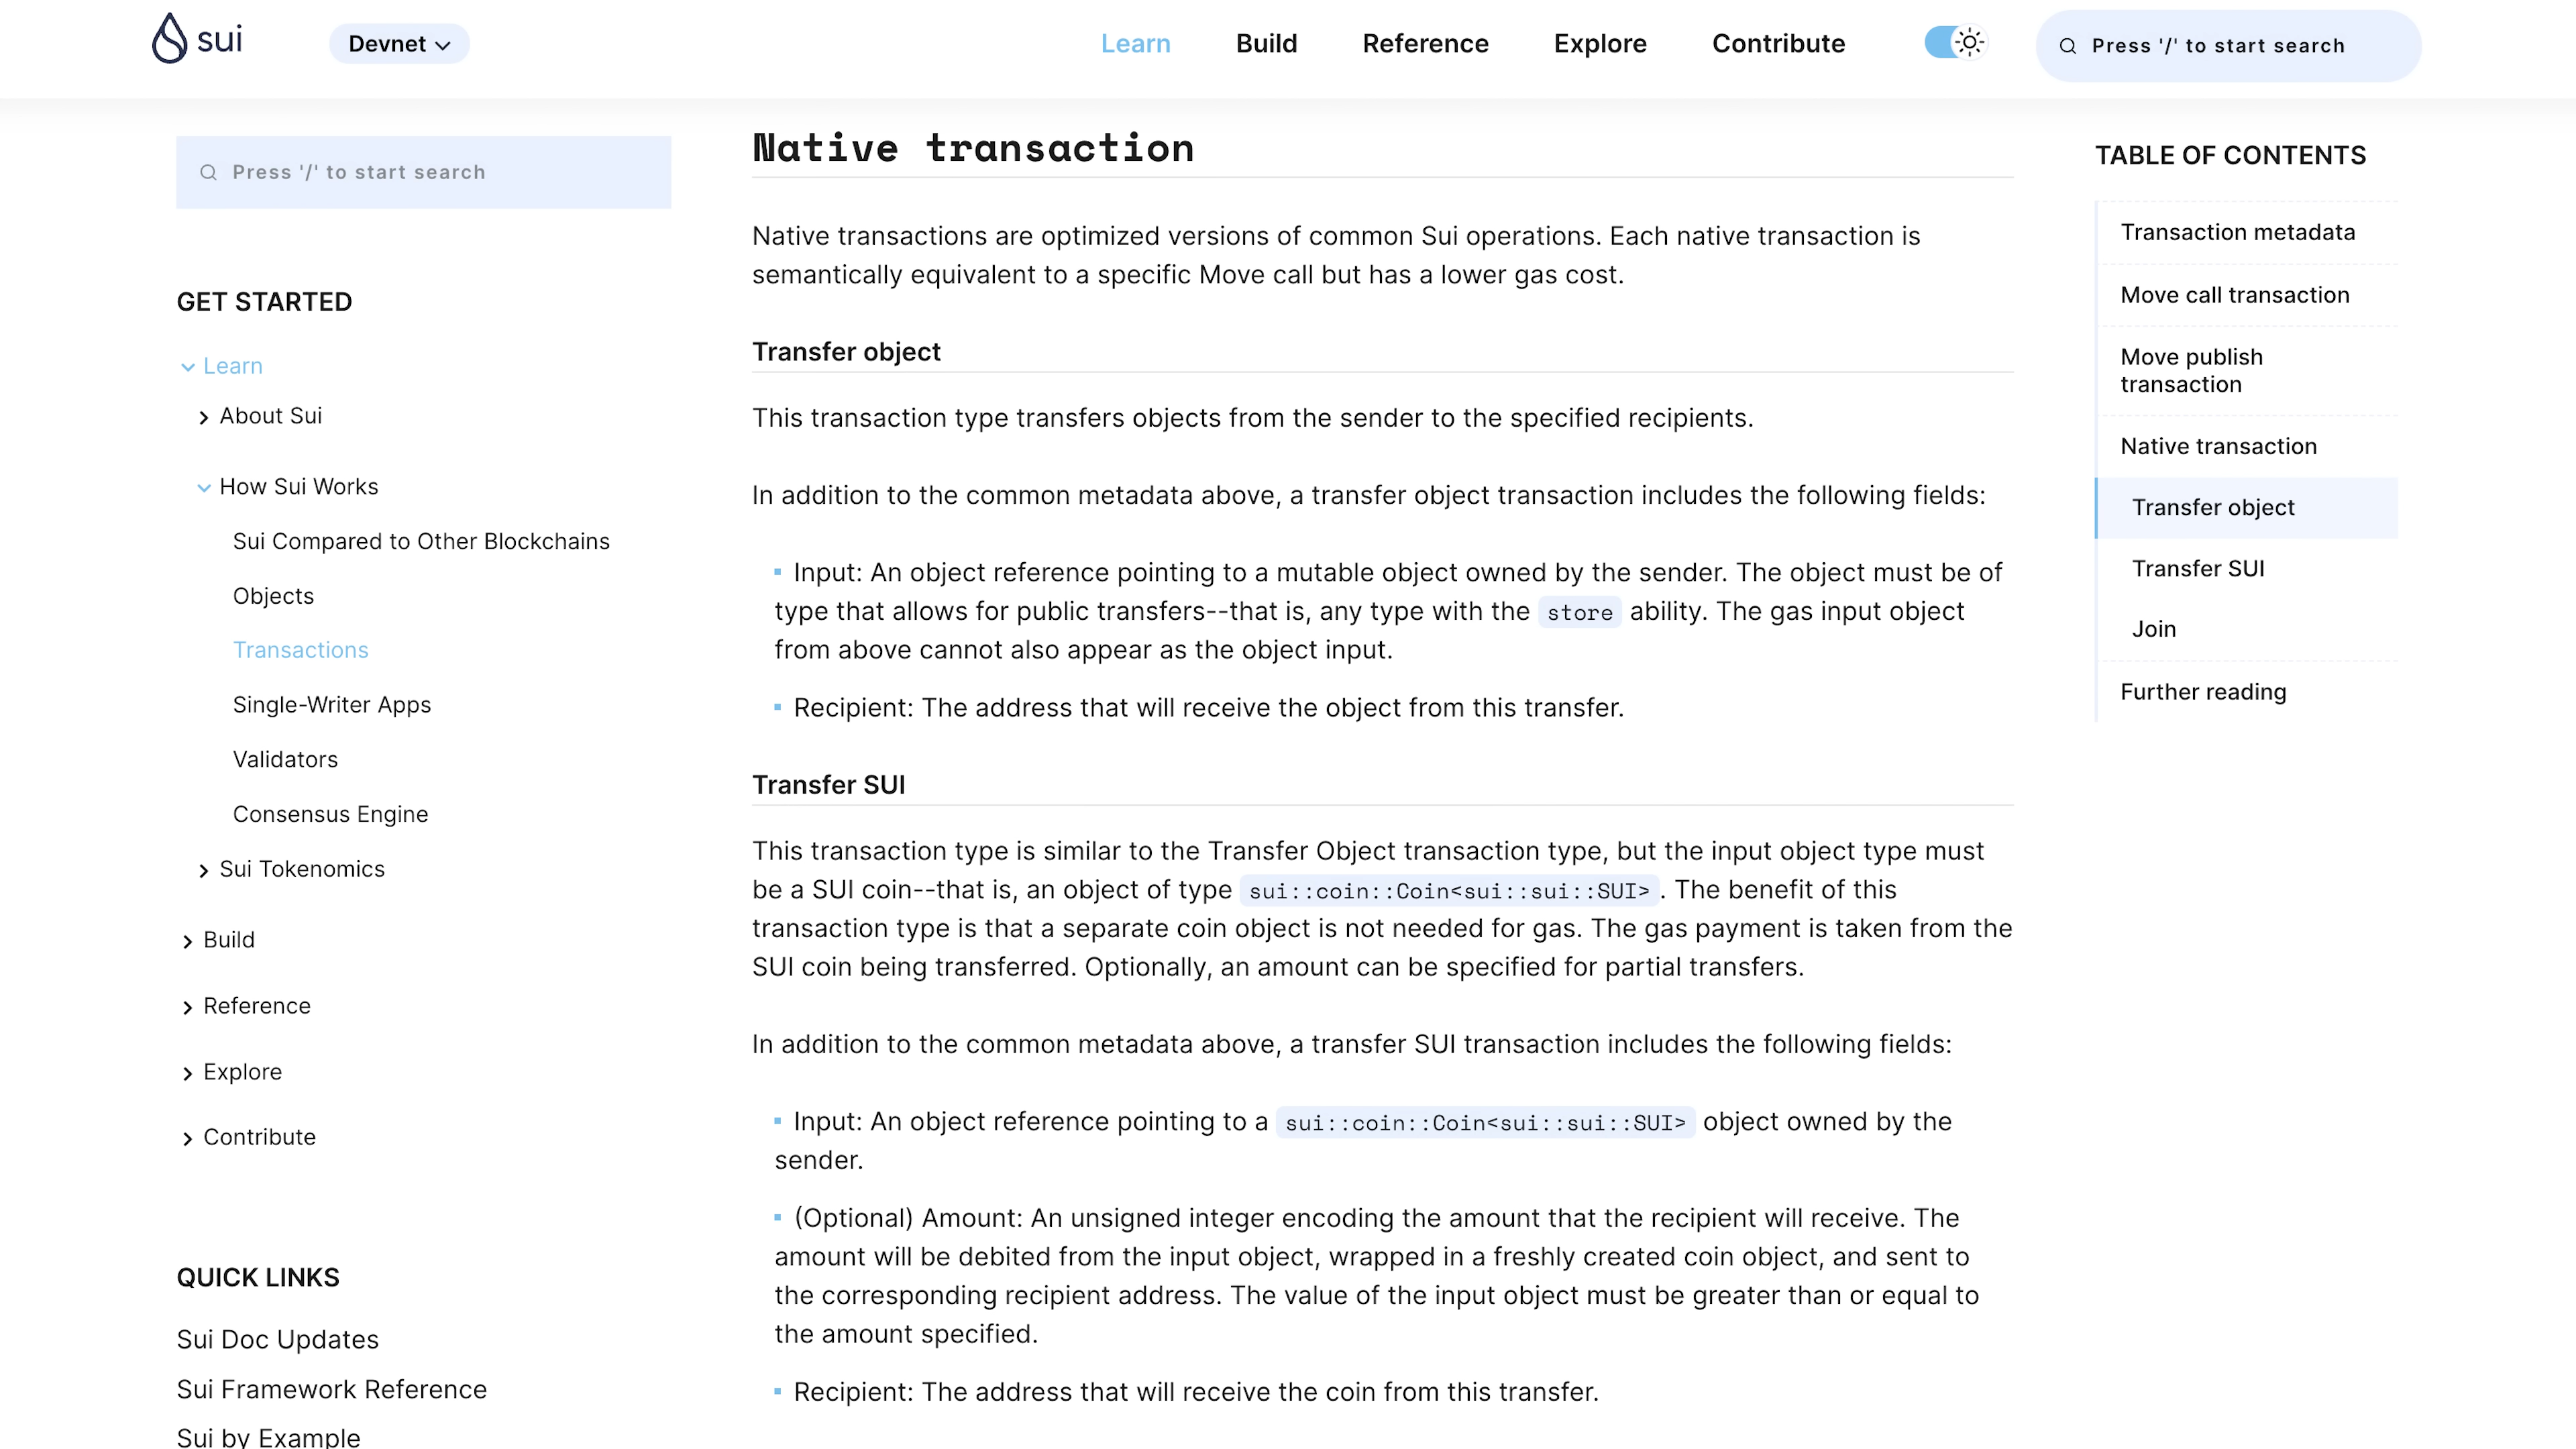 sui
Devnet
Learn
Build
Reference
Explore
Contribute
Press '/' to start search
Press '/' to start search
GET STARTED
Learn
About Sui
How Sui Works
Sui Compared to Other Blockchains
Objects
Transactions
Single-Writer Apps
Validators
Consensus Engine
Sui Tokenomics
Build
Reference
Explore
Contribute
QUICK LINKS
Sui Doc Updates
Sui Framework Reference
Sui by Example
Native transaction
Native transactions are optimized versions of common Sui operations. Each native transaction is
semantically equivalent to a specific Move call but has a lower gas cost.
Transfer object
This transaction type transfers objects from the sender to the specified recipients.
In addition to the common metadata above, a transfer object transaction includes the following fields:
Input: An object reference pointing to a mutable object owned by the sender. The object must be of
type that allows for public transfers--that is, any type with the store ability. The gas input object
from above cannot also appear as the object input.
Recipient: The address that will receive the object from this transfer.
Transfer SUI
This transaction type is similar to the Transfer Object transaction type, but the input object type must
be a SUI coin--that is, an object of type sui::coin::Coin<sui::sui::SUI>. The benefit of this
transaction type is that a separate coin object is not needed for gas. The gas payment is taken from the
SUI coin being transferred. Optionally, an amount can be specified for partial transfers.
In addition to the common metadata above, a transfer SUI transaction includes the following fields:
Input: An object reference pointing to a sui::coin::Coin<sui::sui::SUI> object owned by the
sender.
(Optional) Amount: An unsigned integer encoding the amount that the recipient will receive. The
amount will be debited from the input object, wrapped in a freshly created coin object, and sent to
the corresponding recipient address. The value of the input object must be greater than or equal to
the amount specified.
Recipient: The address that will receive the coin from this transfer.
TABLE OF CONTENTS
Transaction metadata
Move call transaction
Move publish
transaction
Native transaction
Transfer object
Transfer SUI
Join
Further reading